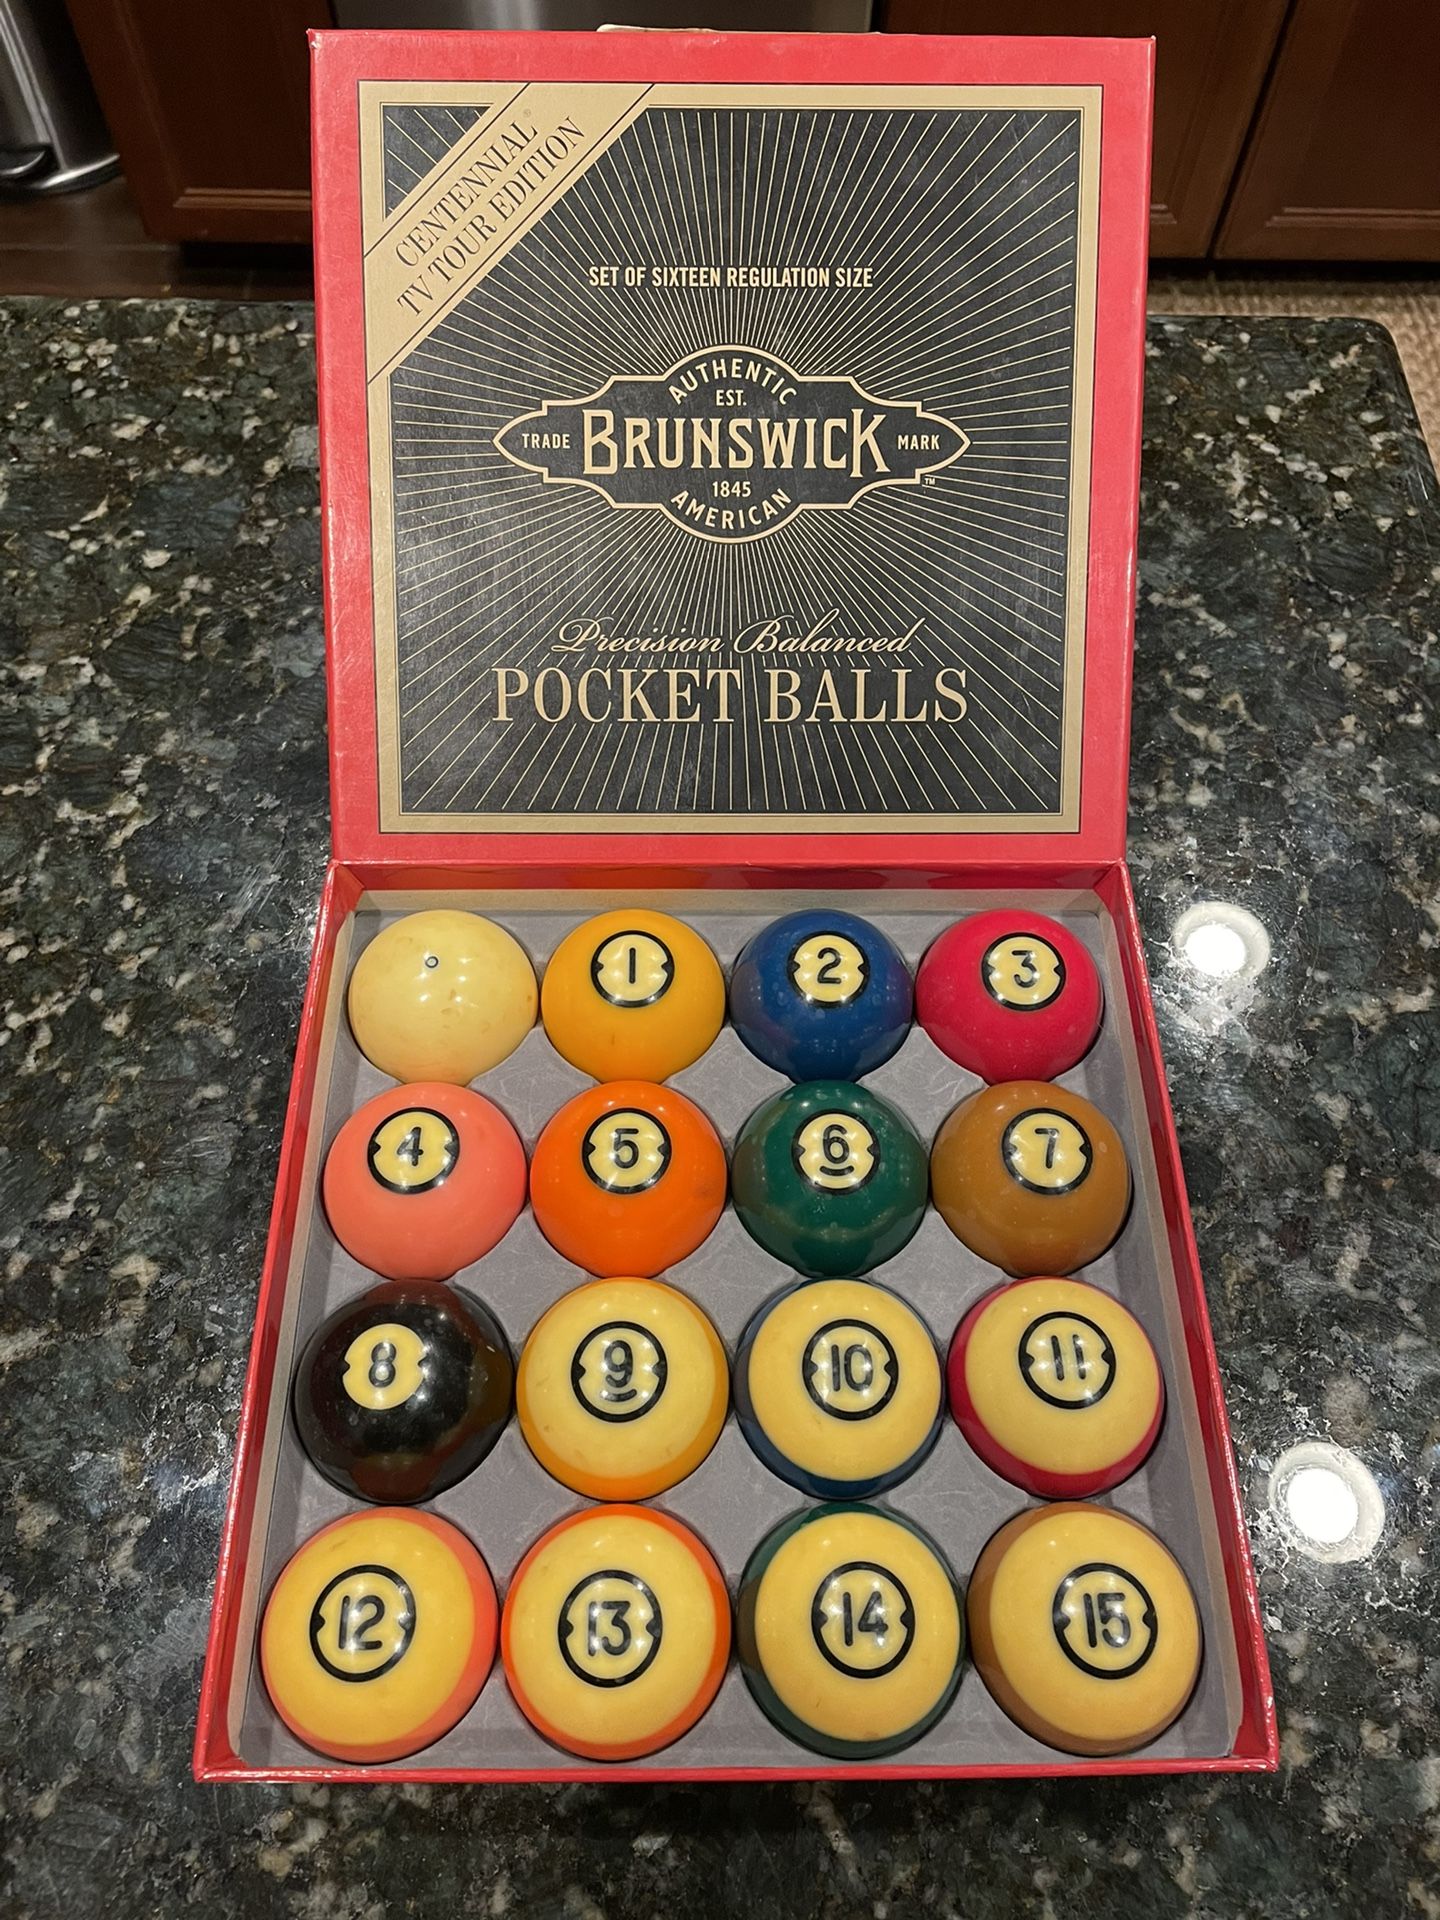 CENTENNIAL®
TV TOUR EDITION
SET OF SIXTEEN REGULATION SIZE
AUTHENTIC
EST.
TRADE BRUNSWICK MARK
1845
AMERICAN
™
Precision Balanced
POCKET BALLS
1 2 3
4 5 6 7
8 9 10 11
12 13 14 15